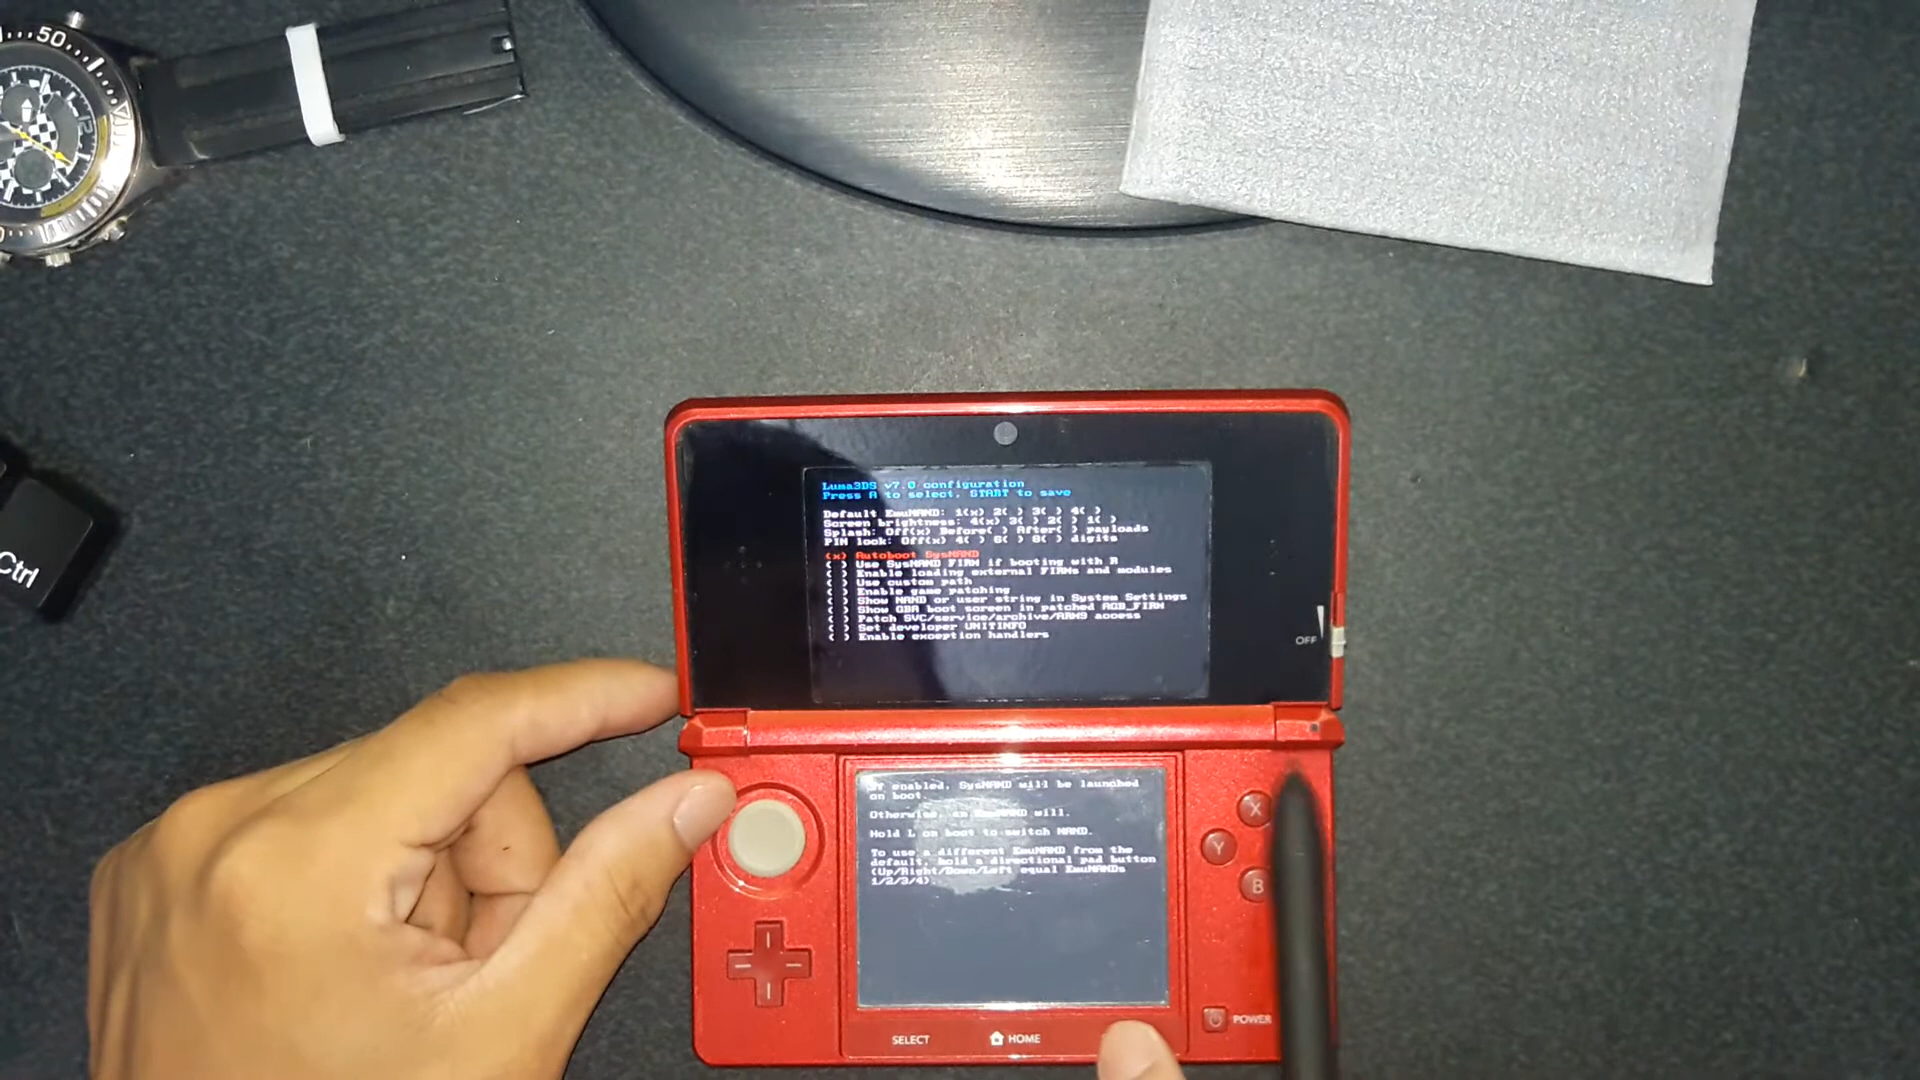 50
Ctrl
Luma3DS v7.0 configuration
Press A to select, START to save
Default EmuNAND: 1(x) 2( ) 3( ) 4( )
Screen brightness: 4(x) 3( ) 2( ) 1( )
Splash: Off(x) Before( ) After( ) payloads
PIN lock: Off(x) 4( ) 6( ) 8( ) digits
(x) Autoboot SysNAND
( ) Use SysNAND FIRM if booting with R
( ) Enable loading external FIRMs and modules
( ) Use custom path
( ) Enable game patching
( ) Show NAND or user string in System Settings
( ) Show GBA boot screen in patched AGB_FIRM
( ) Patch SVC/service/archive/ARM9 access
( ) Set developer UNITINFO
( ) Enable exception handlers
OFF
If enabled, SysNAND will be launched
on boot.
Otherwise, an EmuNAND will.
Hold L on boot to switch NAND.
To use a different EmuNAND from the
default, hold a directional pad button
(Up/Right/Down/Left equal EmuNANDs
1/2/3/4).
X
Y
B
POWER
SELECT
HOME